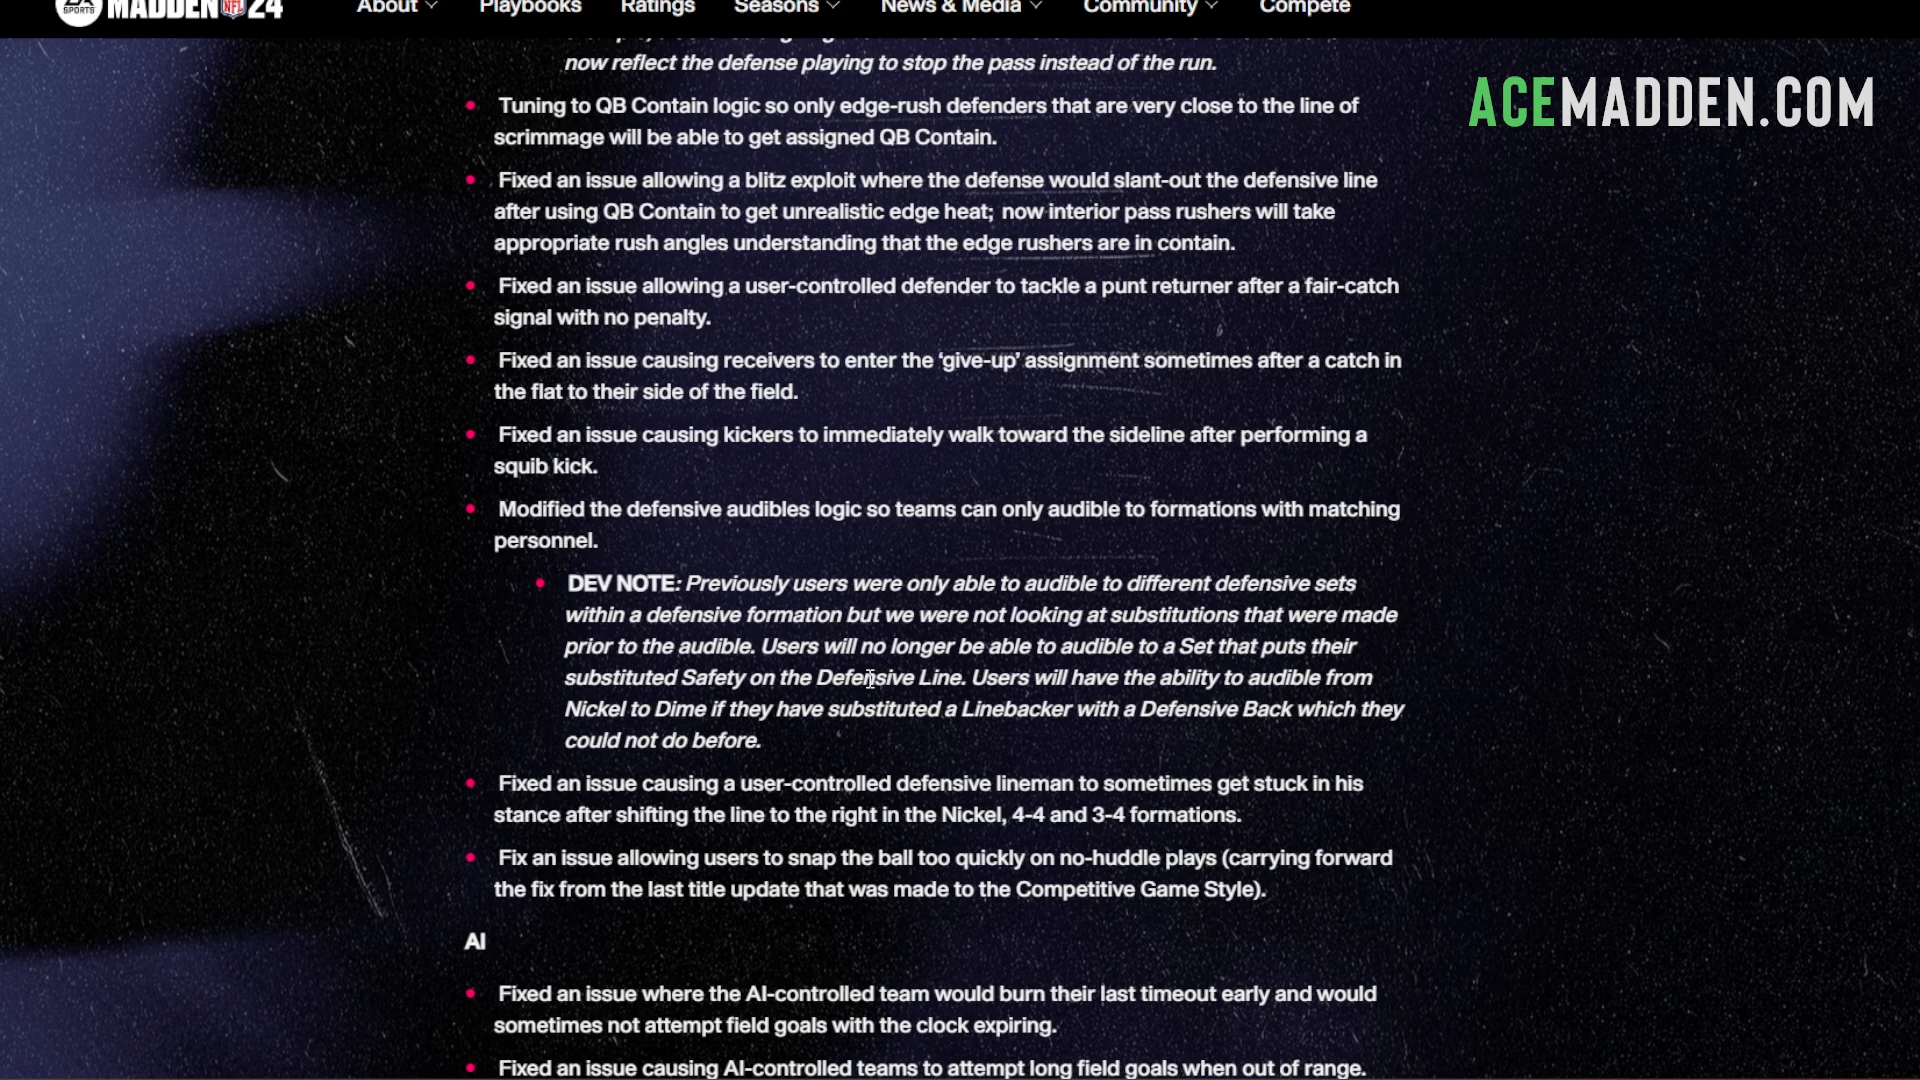 EA SPORTS MADDEN NFL 24 About Playbooks Ratings Seasons News & Media Community Compete
now reflect the defense playing to stop the pass instead of the run.
ACEMADDEN.COM
Tuning to QB Contain logic so only edge-rush defenders that are very close to the line of
scrimmage will be able to get assigned QB Contain.
Fixed an issue allowing a blitz exploit where the defense would slant-out the defensive line
after using QB Contain to get unrealistic edge heat; now interior pass rushers will take
appropriate rush angles understanding that the edge rushers are in contain.
Fixed an issue allowing a user-controlled defender to tackle a punt returner after a fair-catch
signal with no penalty.
Fixed an issue causing receivers to enter the ‘give-up’ assignment sometimes after a catch in
the flat to their side of the field.
Fixed an issue causing kickers to immediately walk toward the sideline after performing a
squib kick.
Modified the defensive audibles logic so teams can only audible to formations with matching
personnel.
DEV NOTE: Previously users were only able to audible to different defensive sets
within a defensive formation but we were not looking at substitutions that were made
prior to the audible. Users will no longer be able to audible to a Set that puts their
substituted Safety on the Defensive Line. Users will have the ability to audible from
Nickel to Dime if they have substituted a Linebacker with a Defensive Back which they
could not do before.
Fixed an issue causing a user-controlled defensive lineman to sometimes get stuck in his
stance after shifting the line to the right in the Nickel, 4-4 and 3-4 formations.
Fix an issue allowing users to snap the ball too quickly on no-huddle plays (carrying forward
the fix from the last title update that was made to the Competitive Game Style).
AI
Fixed an issue where the AI-controlled team would burn their last timeout early and would
sometimes not attempt field goals with the clock expiring.
Fixed an issue causing AI-controlled teams to attempt long field goals when out of range.